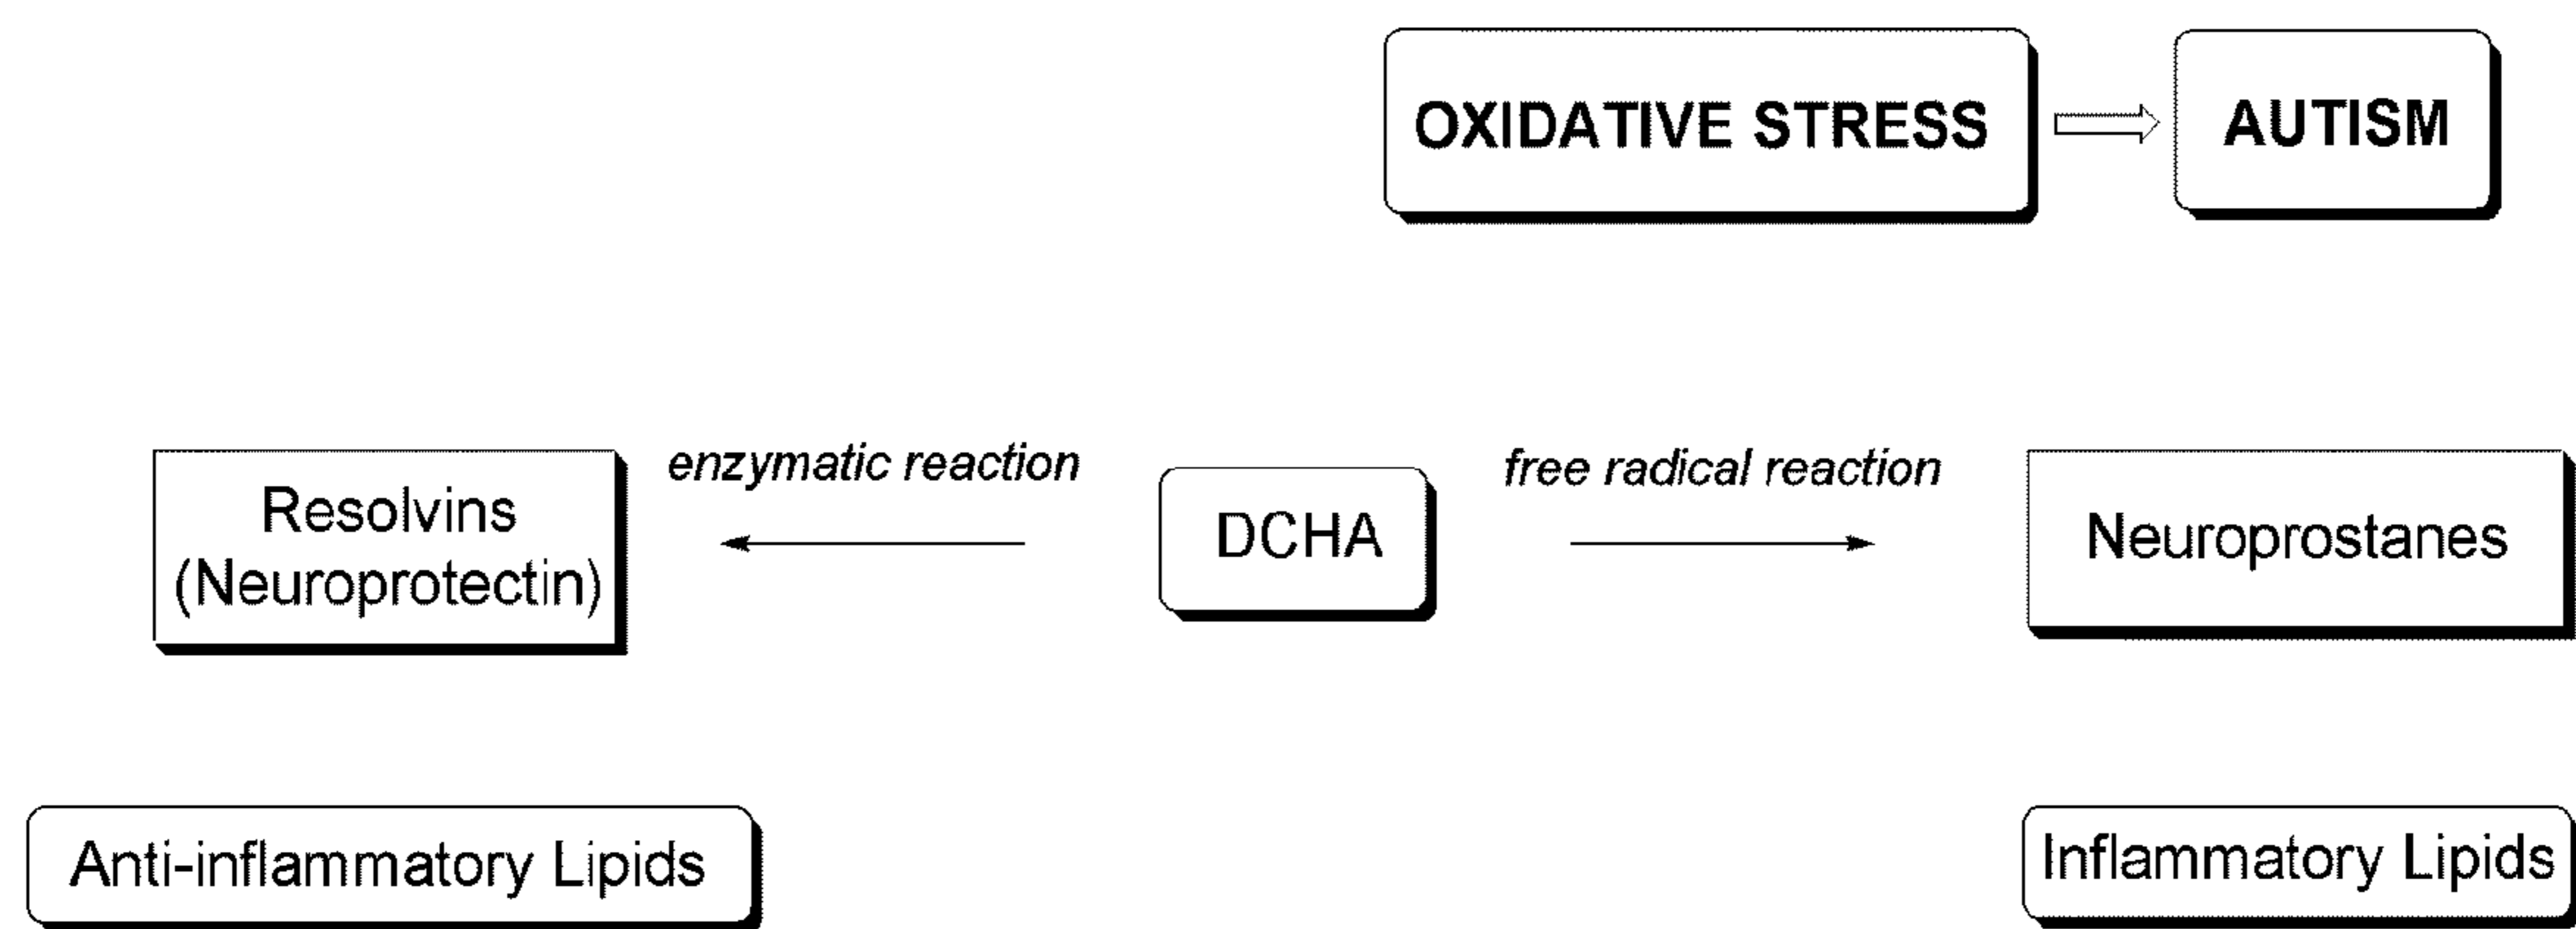 OXIDATIVE STRESS
AUTISM
enzymatic reaction
free radical reaction
Resolvins
(Neuroprotectin)
DCHA
Neuroprostanes
Anti-inflammatory Lipids
Inflammatory Lipids